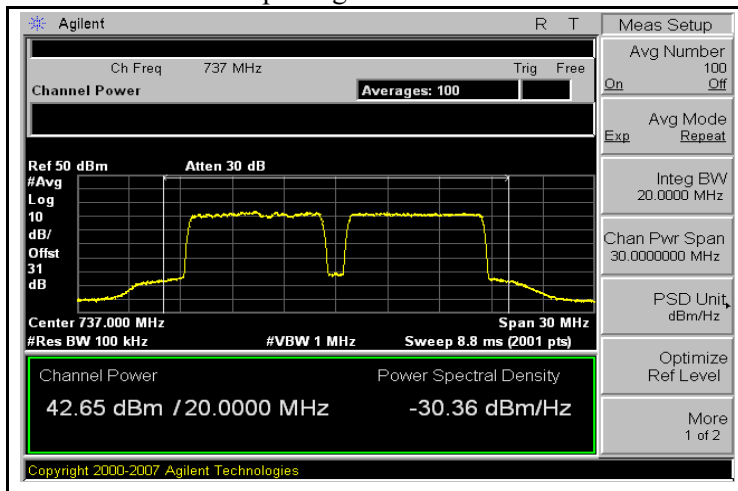 Agilent R T
Ch Freq 737 MHz Trig Free
Channel Power Averages: 100
Ref 50 dBm Atten 30 dB
#Avg
Log
10
dB/
Offst
31
dB
Center 737.000 MHz Span 30 MHz
#Res BW 100 kHz #VBW 1 MHz Sweep 8.8 ms (2001 pts)
Channel Power Power Spectral Density
42.65 dBm / 20.0000 MHz -30.36 dBm/Hz
Copyright 2000-2007 Agilent Technologies
Meas Setup
Avg Number
100
On Off
Avg Mode
Exp Repeat
Integ BW
20.0000 MHz
Chan Pwr Span
30.0000000 MHz
PSD Unit
dBm/Hz
Optimize
Ref Level
More
1 of 2